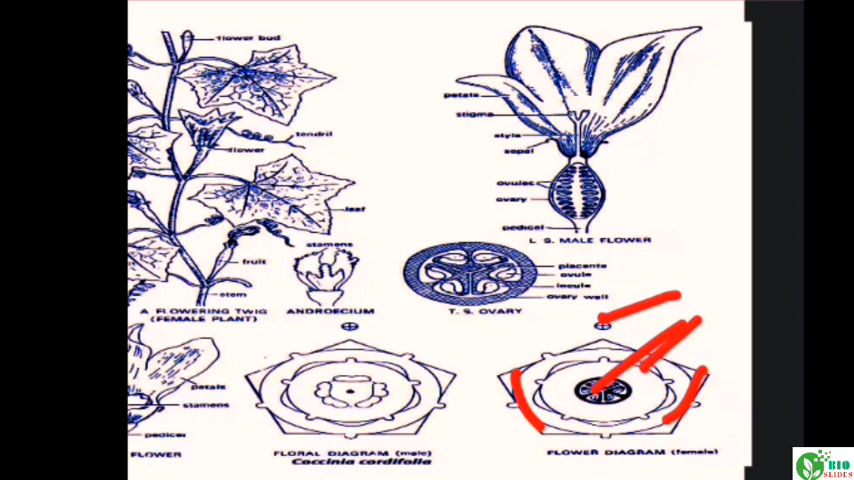 flower bud
tendril
flower
leaf
fruit
stem
A FLOWERING TWIG
(FEMALE PLANT)
stamens
ANDROECIUM
petals
stigma
style
sepal
ovules
ovary
pedicel
L. S. MALE FLOWER
placenta
ovule
locule
ovary wall
T. S. OVARY
petals
stamens
pedicel
FLOWER
FLORAL DIAGRAM (male)
Coccinia cordifolia
FLOWER DIAGRAM (female)
BIO
SLIDES